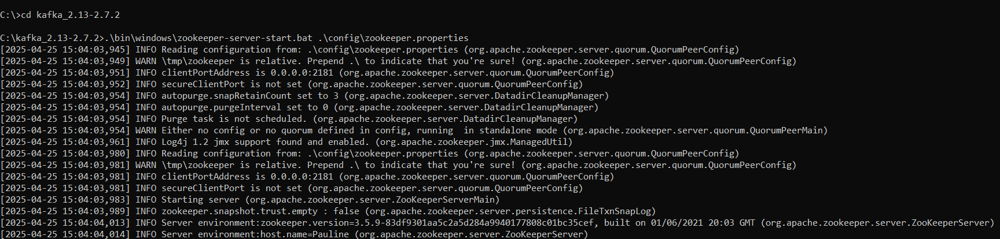 C:\>cd kafka_2.13-2.7.2
C:\kafka_2.13-2.7.2>.\bin\windows\zookeeper-server-start.bat .\config\zookeeper.properties
[2025-04-25 15:04:03,945] INFO Reading configuration from: .\config\zookeeper.properties (org.apache.zookeeper.server.quorum.QuorumPeerConfig)
[2025-04-25 15:04:03,949] WARN \tmp\zookeeper is relative. Prepend .\ to indicate that you're sure! (org.apache.zookeeper.server.quorum.QuorumPeerConfig)
[2025-04-25 15:04:03,951] INFO clientPortAddress is 0.0.0.0:2181 (org.apache.zookeeper.server.quorum.QuorumPeerConfig)
[2025-04-25 15:04:03,952] INFO secureClientPort is not set (org.apache.zookeeper.server.quorum.QuorumPeerConfig)
[2025-04-25 15:04:03,954] INFO autopurge.snapRetainCount set to 3 (org.apache.zookeeper.server.DatadirCleanupManager)
[2025-04-25 15:04:03,954] INFO autopurge.purgeInterval set to 0 (org.apache.zookeeper.server.DatadirCleanupManager)
[2025-04-25 15:04:03,954] INFO Purge task is not scheduled. (org.apache.zookeeper.server.DatadirCleanupManager)
[2025-04-25 15:04:03,954] WARN Either no config or no quorum defined in config, running  in standalone mode (org.apache.zookeeper.server.quorum.QuorumPeerMain)
[2025-04-25 15:04:03,961] INFO Log4j 1.2 jmx support found and enabled. (org.apache.zookeeper.jmx.ManagedUtil)
[2025-04-25 15:04:03,980] INFO Reading configuration from: .\config\zookeeper.properties (org.apache.zookeeper.server.quorum.QuorumPeerConfig)
[2025-04-25 15:04:03,981] WARN \tmp\zookeeper is relative. Prepend .\ to indicate that you're sure! (org.apache.zookeeper.server.quorum.QuorumPeerConfig)
[2025-04-25 15:04:03,981] INFO clientPortAddress is 0.0.0.0:2181 (org.apache.zookeeper.server.quorum.QuorumPeerConfig)
[2025-04-25 15:04:03,981] INFO secureClientPort is not set (org.apache.zookeeper.server.quorum.QuorumPeerConfig)
[2025-04-25 15:04:03,983] INFO Starting server (org.apache.zookeeper.server.ZooKeeperServerMain)
[2025-04-25 15:04:03,989] INFO zookeeper.snapshot.trust.empty : false (org.apache.zookeeper.server.persistence.FileTxnSnapLog)
[2025-04-25 15:04:04,013] INFO Server environment:zookeeper.version=3.5.9-83df9301aa5c2a5d284a9940177808c01bc35cef, built on 01/06/2021 20:03 GMT (org.apache.zookeeper.server.ZooKeeperServer)
[2025-04-25 15:04:04,014] INFO Server environment:host.name=Pauline (org.apache.zookeeper.server.ZooKeeperServer)